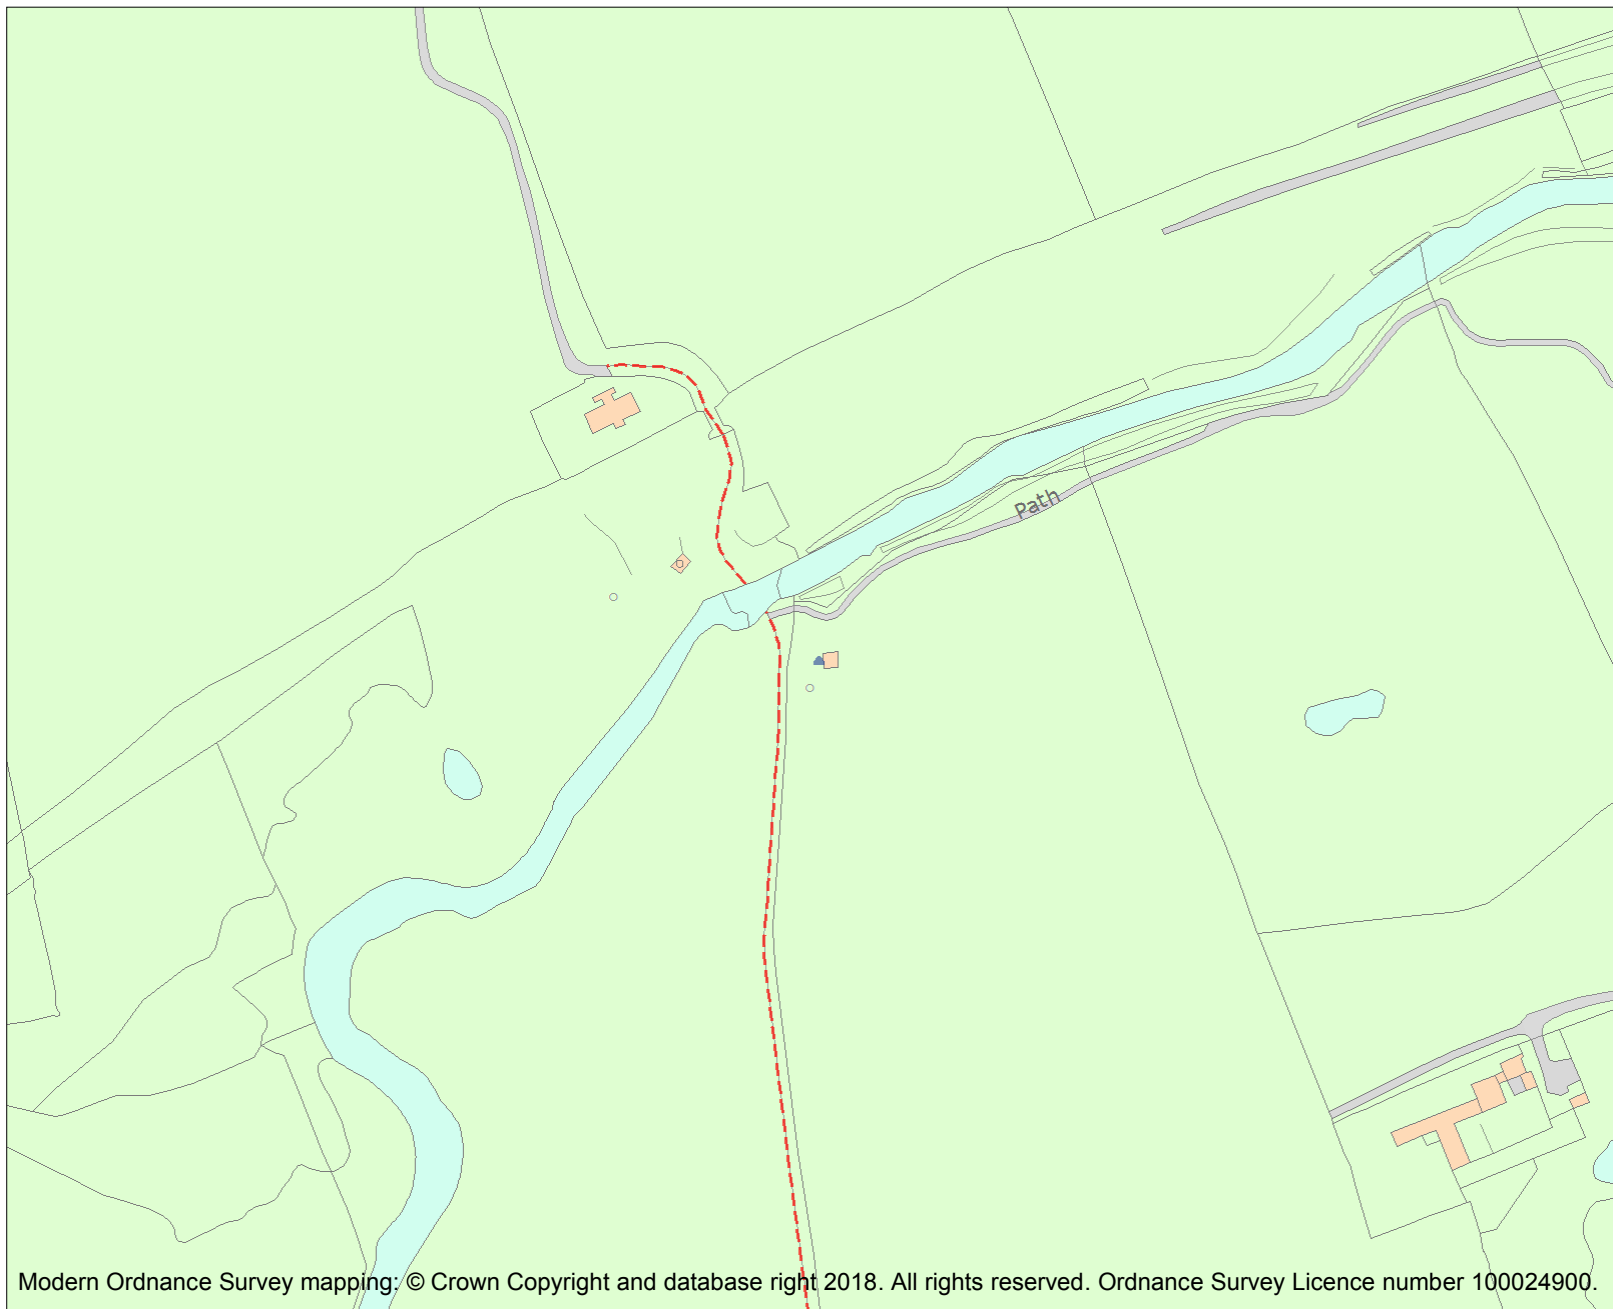 Path
Modern Ordnance Survey mapping: © Crown Copyright and database right 2018. All rights reserved. Ordnance Survey Licence number 100024900.